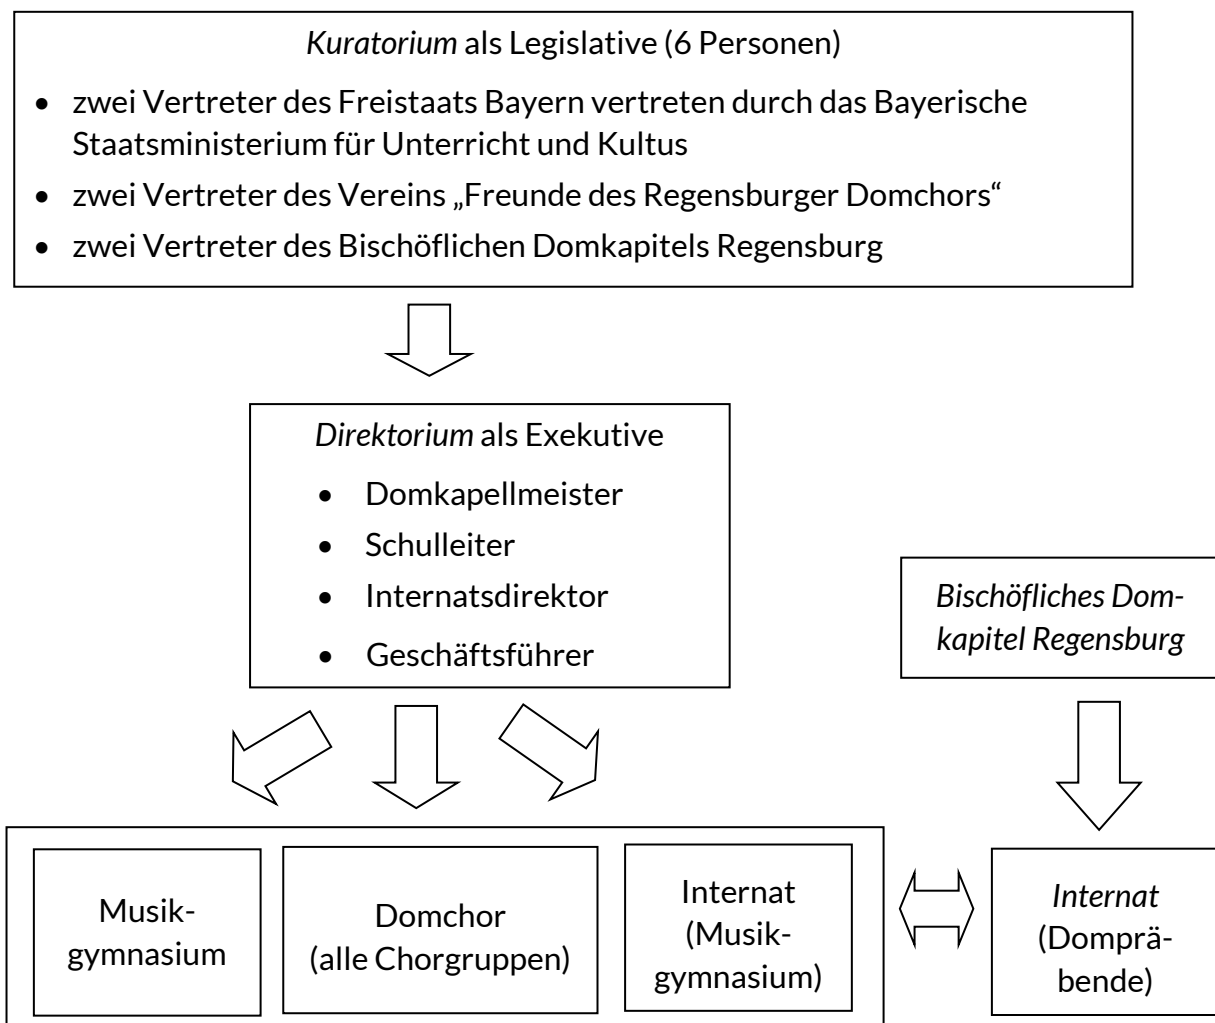 Kuratorium als Legislative (6 Personen)
• zwei Vertreter des Freistaats Bayern vertreten durch das Bayerische
Staatsministerium für Unterricht und Kultus
• zwei Vertreter des Vereins „Freunde des Regensburger Domchors“
• zwei Vertreter des Bischöflichen Domkapitels Regensburg
Direktorium als Exekutive
• Domkapellmeister
• Schulleiter
• Internatsdirektor
• Geschäftsführer
Bischöfliches Dom-
kapitel Regensburg
Musik-
gymnasium
Domchor
(alle Chorgruppen)
Internat
(Musik-
gymnasium)
Internat
(Domprä-
bende)